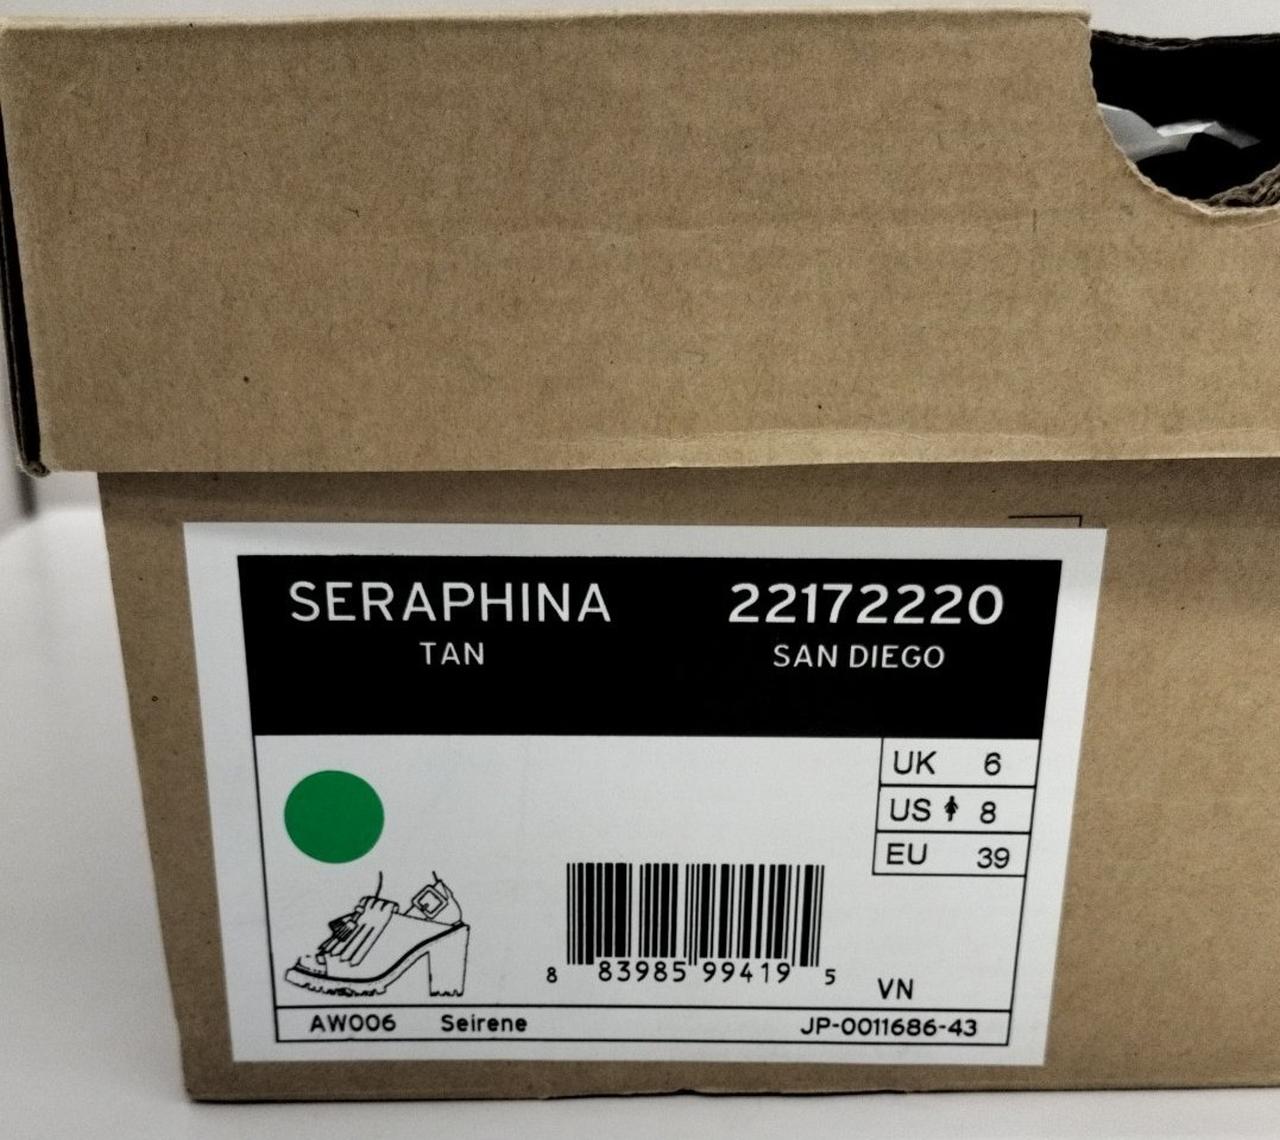 SERAPHINA 22172220
TAN SAN DIEGO
UK 6
US 8
EU 39
8 83985 99419 5
VN
AW006 Seirene JP-0011686-43